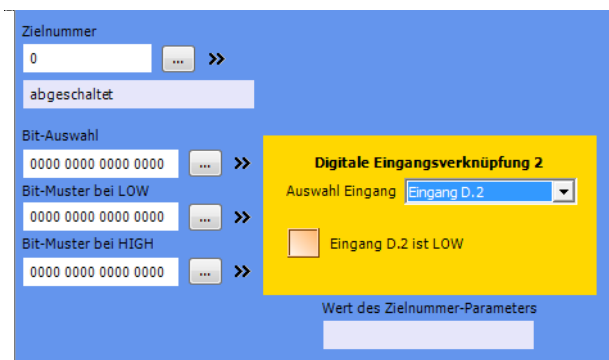 Zielnummer
0
...
abgeschaltet
Bit-Auswahl
0000 0000 0000 0000
...
Bit-Muster bei LOW
0000 0000 0000 0000
...
Bit-Muster bei HIGH
0000 0000 0000 0000
...
Digitale Eingangsverknüpfung 2
Auswahl Eingang Eingang D.2
Eingang D.2 ist LOW
Wert des Zielnummer-Parameters